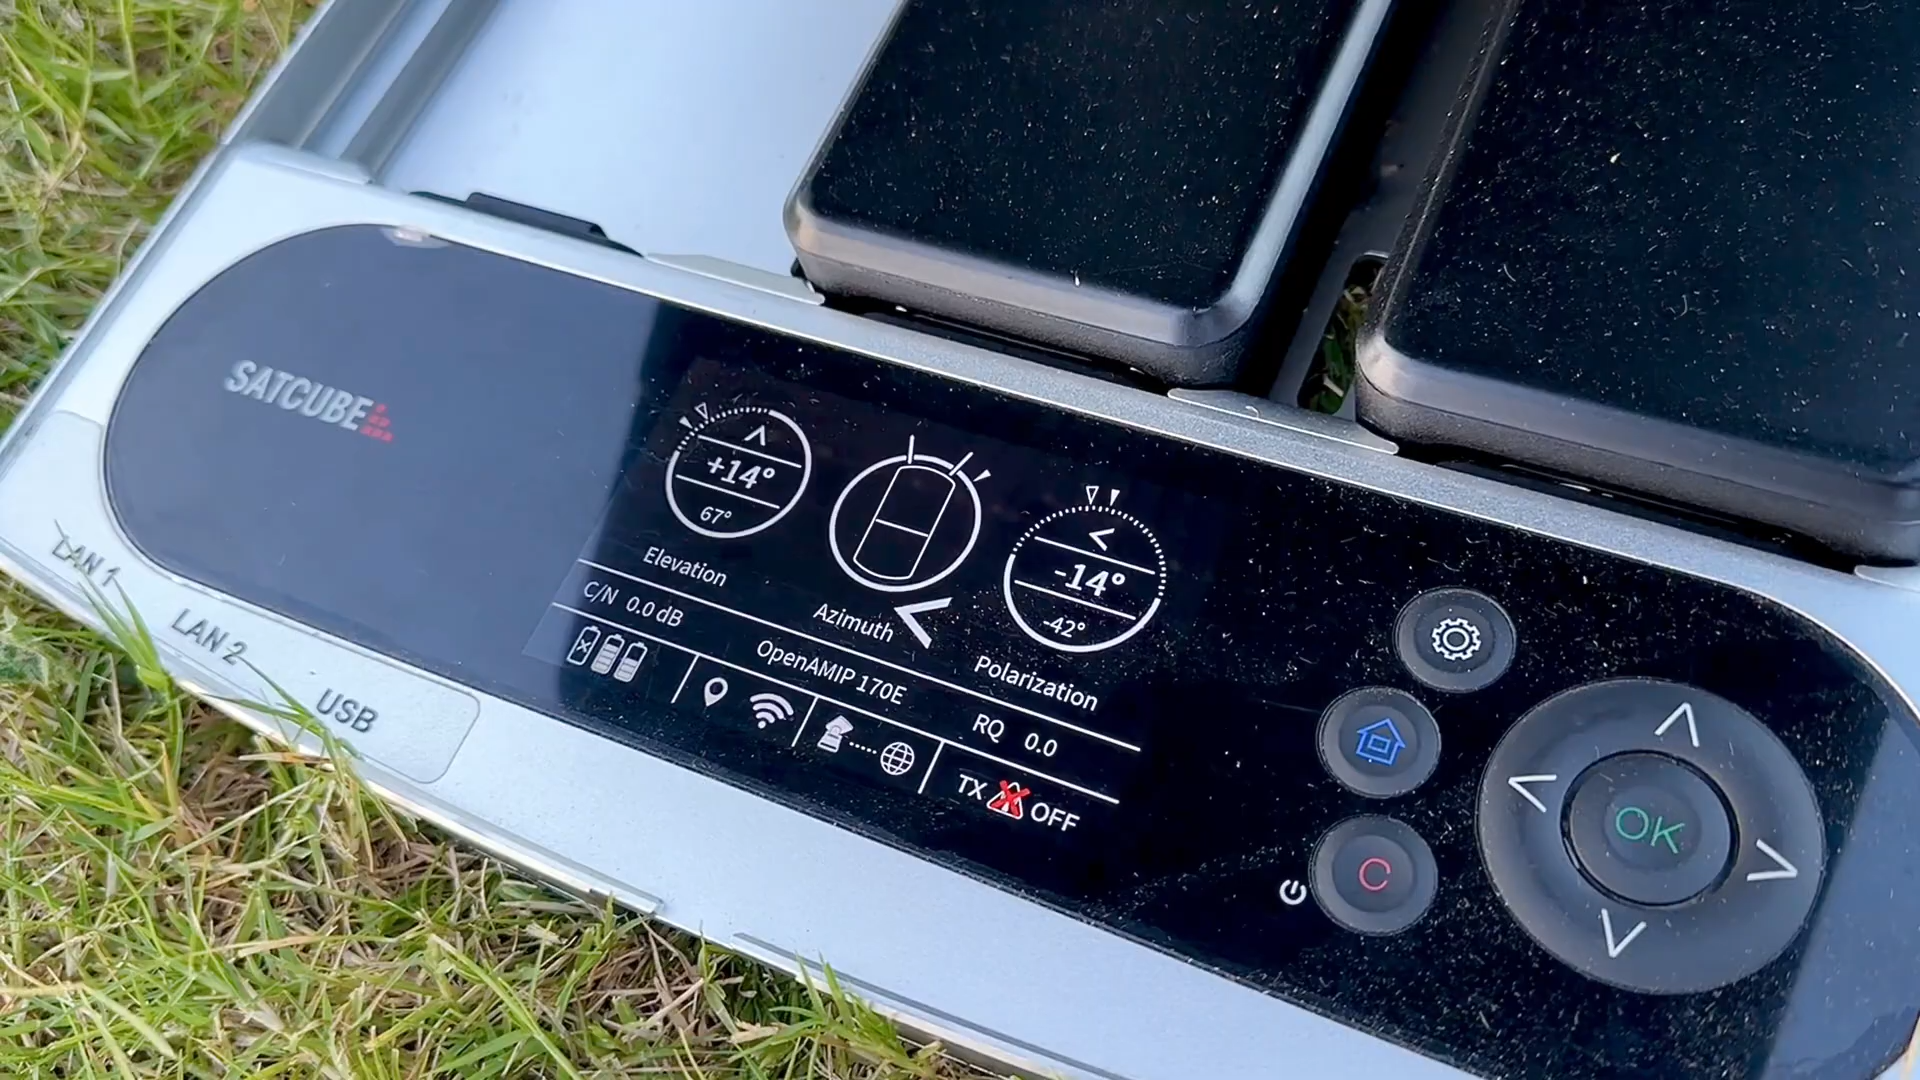 SATCUBE
+14°
67°
Elevation
Azimuth
-14°
-42°
Polarization
C/N 0.0 dB
OpenAMIP 170E
RQ 0.0
TX OFF
LAN 1
LAN 2
USB
OK
C